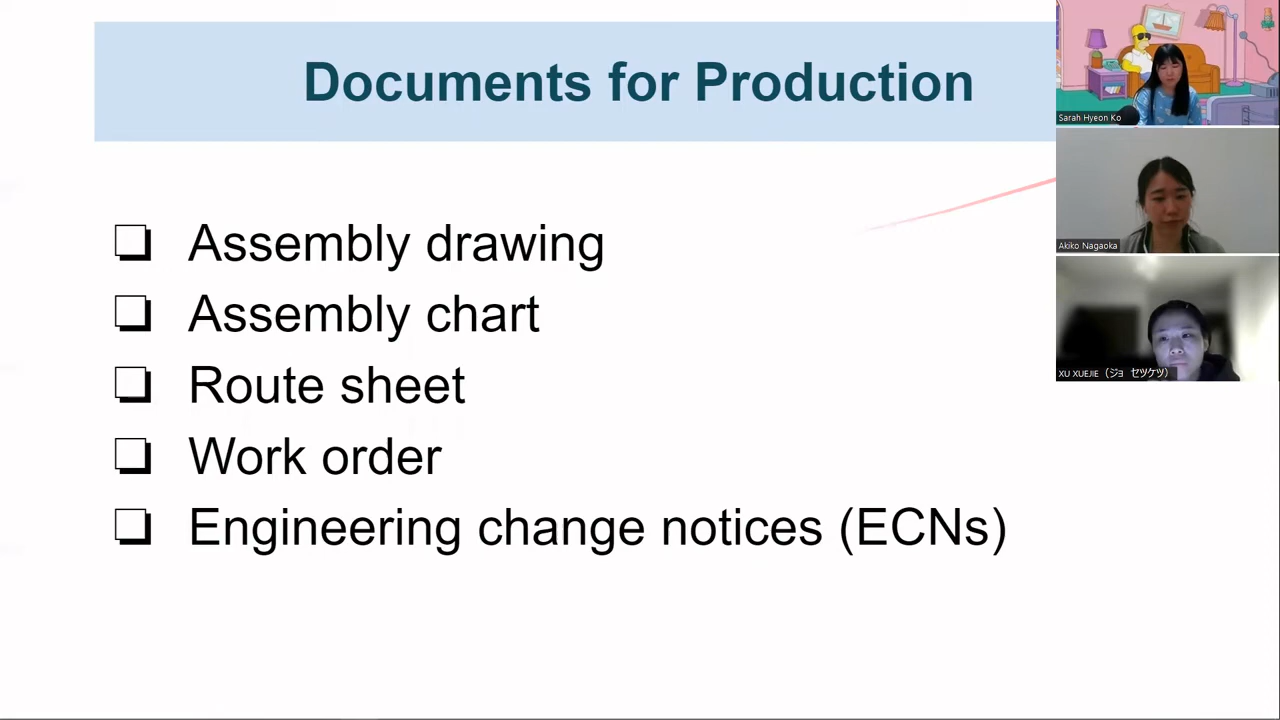 Documents for Production
Assembly drawing
Assembly chart
Route sheet
Work order
Engineering change notices (ECNs)
Sarah Hyeon Ko
Akiko Nagaoka
XU XUEJIE（ジョ　セツケツ）